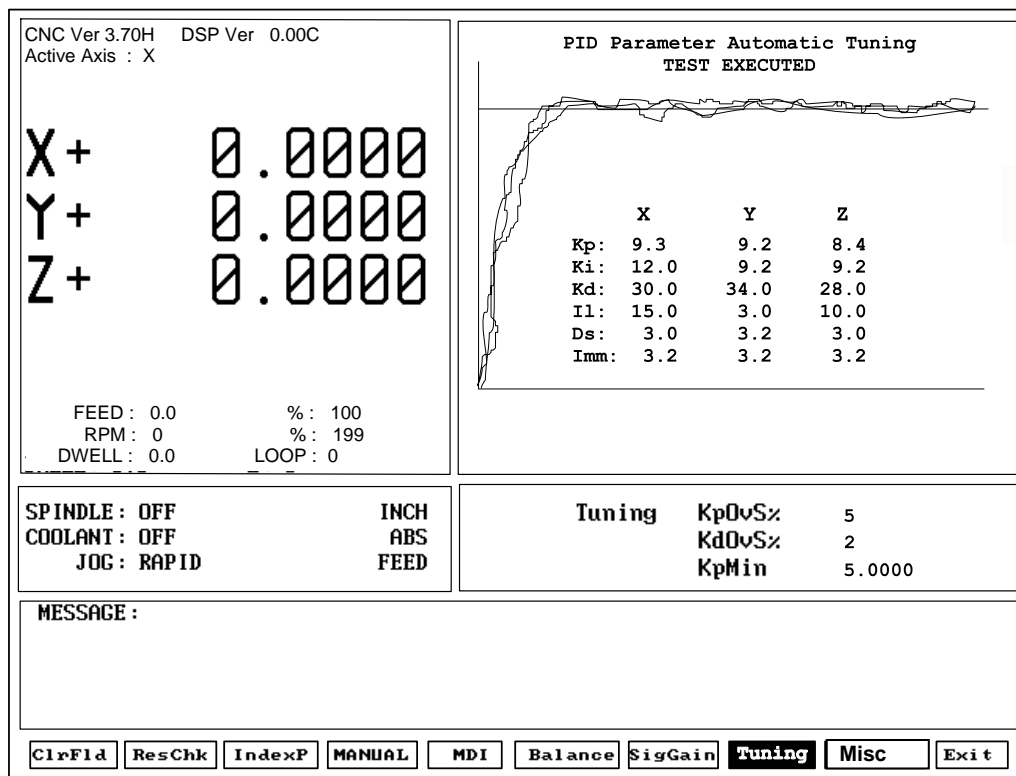 CNC Ver 3.70H DSP Ver 0.00C
Active Axis : X
X+ 0.0000
Y+ 0.0000
Z+ 0.0000
FEED : 0.0 % : 100
RPM : 0 % : 199
DWELL : 0.0 LOOP : 0
PID Parameter Automatic Tuning
TEST EXECUTED
X Y Z
Kp: 9.3 9.2 8.4
Ki: 12.0 9.2 9.2
Kd: 30.0 34.0 28.0
Il: 15.0 3.0 10.0
Ds: 3.0 3.2 3.0
Imm: 3.2 3.2 3.2
SPINDLE: OFF INCH
COOLANT: OFF ABS
JOG: RAPID FEED
Tuning KpOvS% 5
KdOvS% 2
KpMin 5.0000
MESSAGE:
ClrFld ResChk IndexP MANUAL MDI Balance SigGain Tuning Misc Exit